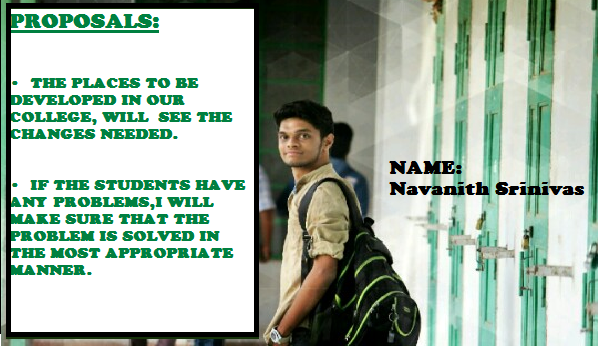 PROPOSALS:
• THE PLACES TO BE
DEVELOPED IN OUR
COLLEGE, WILL SEE THE
CHANGES NEEDED.
• IF THE STUDENTS HAVE
ANY PROBLEMS,I WILL
MAKE SURE THAT THE
PROBLEM IS SOLVED IN
THE MOST APPROPRIATE
MANNER.
NAME:
Navanith Srinivas